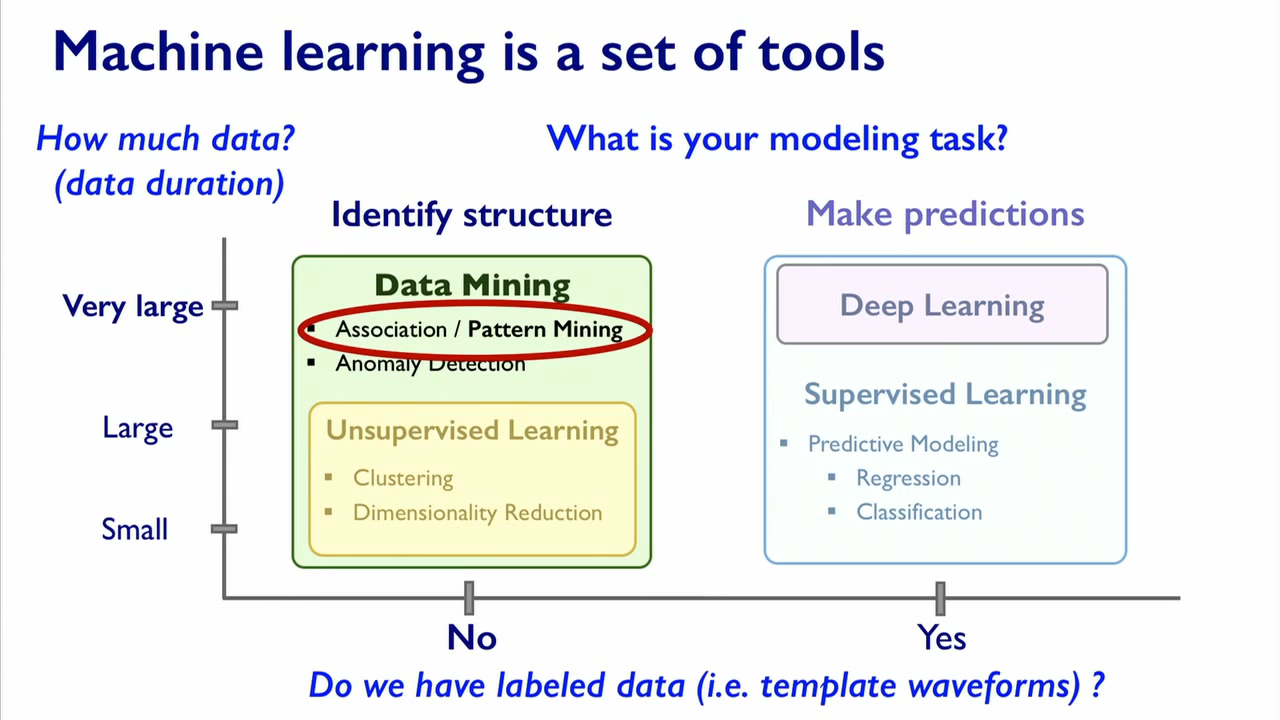 Machine learning is a set of tools
How much data?
(data duration)
What is your modeling task?
Identify structure
Make predictions
Very large
Large
Small
Data Mining
▪ Association / Pattern Mining
▪ Anomaly Detection
Unsupervised Learning
▪ Clustering
▪ Dimensionality Reduction
Deep Learning
Supervised Learning
▪ Predictive Modeling
▪ Regression
▪ Classification
No
Yes
Do we have labeled data (i.e. template waveforms) ?